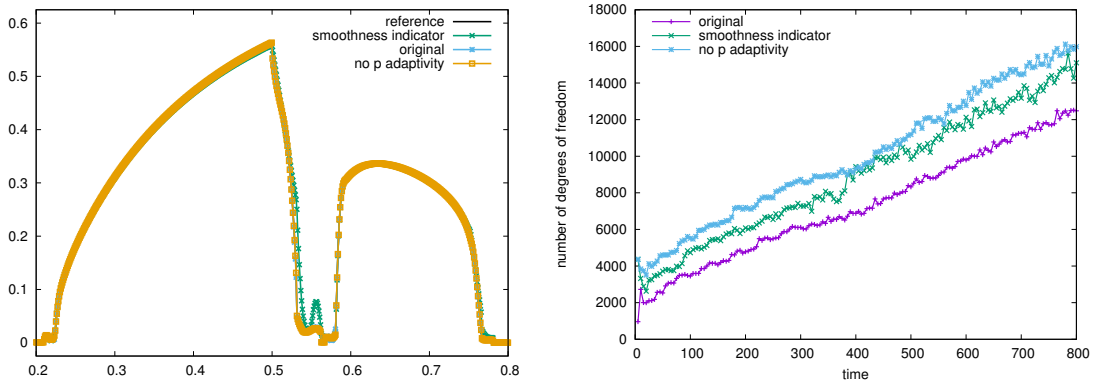 0.6
0.5
0.4
0.3
0.2
0.1
0
0.2 0.3 0.4 0.5 0.6 0.7 0.8
reference
smoothness indicator
original
no p adaptivity
18000
16000
14000
12000
10000
8000
6000
4000
2000
0
0 100 200 300 400 500 600 700 800
number of degrees of freedom
time
original
smoothness indicator
no p adaptivity